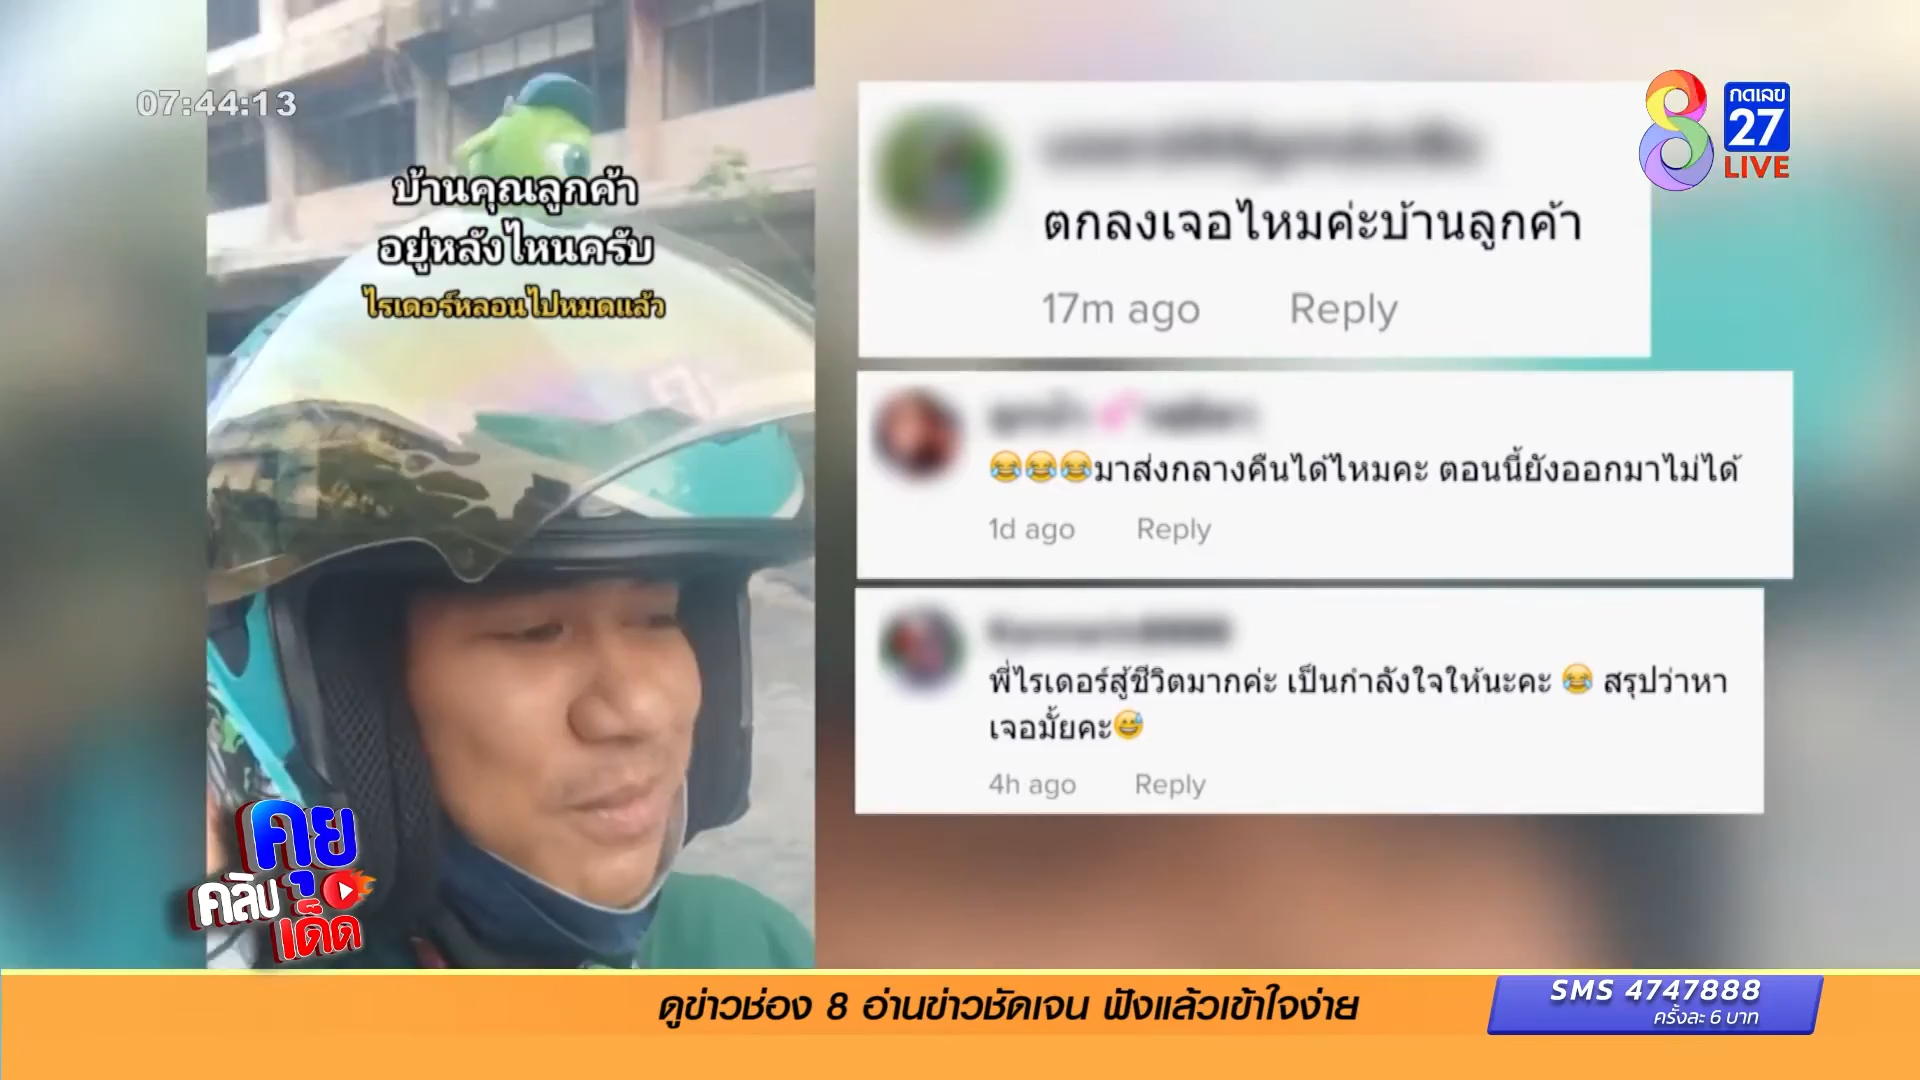 07:44:13
บ้านคุณลูกค้า
อยู่หลังไหนครับ
ไรเดอร์หลอนไปหมดแล้ว
ตกลงเจอไหมค่ะบ้านลูกค้า
17m ago Reply
😂😂😂มาส่งกลางคืนได้ไหมคะ ตอนนี้ยังออกมาไม่ได้
1d ago Reply
พี่ไรเดอร์สู้ชีวิตมากค่ะ เป็นกำลังใจให้นะคะ 😂 สรุปว่าหา
เจอมั้ยคะ😅
4h ago Reply
8
กดเลข
27
LIVE
คุย
คลิป
เด็ด
ดูข่าวช่อง 8 อ่านข่าวชัดเจน ฟังแล้วเข้าใจง่าย
SMS 4747888
ครั้งละ 6 บาท